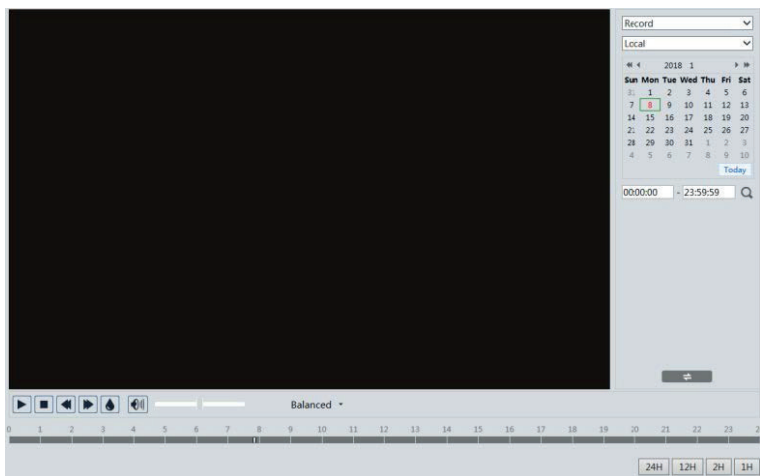 Record
Local
2018 1
Sun Mon Tue Wed Thu Fri Sat
31 1 2 3 4 5 6
7 8 9 10 11 12 13
14 15 16 17 18 19 20
21 22 23 24 25 26 27
28 29 30 31 1 2 3
4 5 6 7 8 9 10
Today
00:00:00 - 23:59:59
Balanced
0 1 2 3 4 5 6 7 8 9 10 11 12 13 14 15 16 17 18 19 20 21 22 23 2
24H 12H 2H 1H